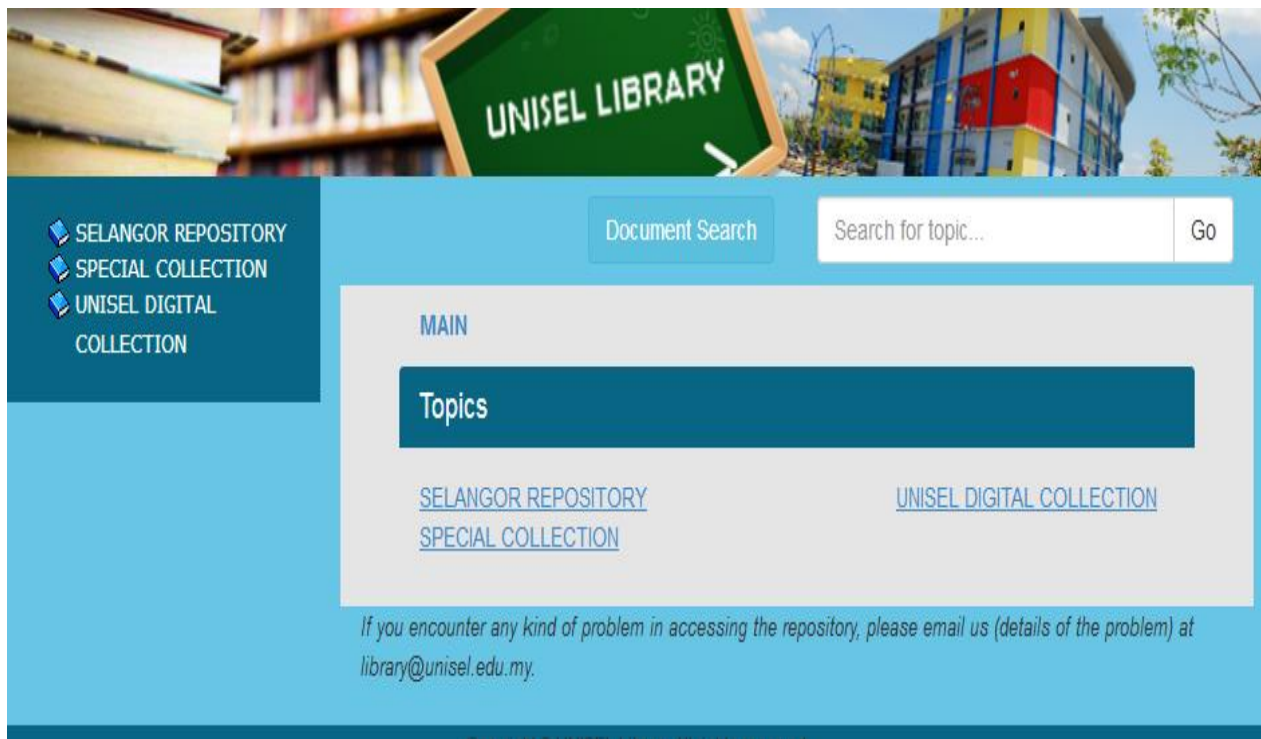 UNISEL LIBRARY
SELANGOR REPOSITORY
SPECIAL COLLECTION
UNISEL DIGITAL
COLLECTION
Document Search
Search for topic...
Go
MAIN
Topics
SELANGOR REPOSITORY
UNISEL DIGITAL COLLECTION
SPECIAL COLLECTION
If you encounter any kind of problem in accessing the repository, please email us (details of the problem) at
library@unisel.edu.my.